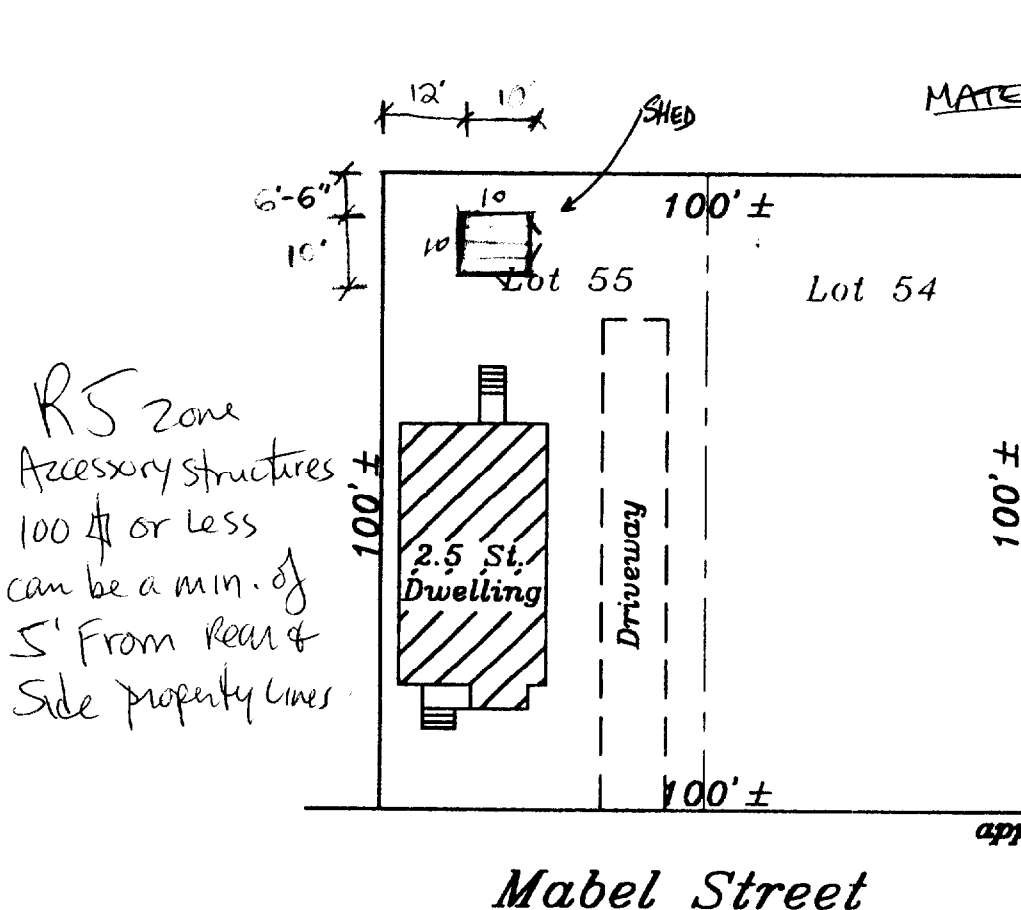 12' 10'
SHED
MATE
6'-6"
10
100'±
10'
10
Lot 55
Lot 54
R5 zone
Accessory structures
100 or Less
can be a min. of
5' From Rear &
Side property Lines
100'±
100'±
2.5 St.
Dwelling
Driveway
100'±
app
Mabel Street